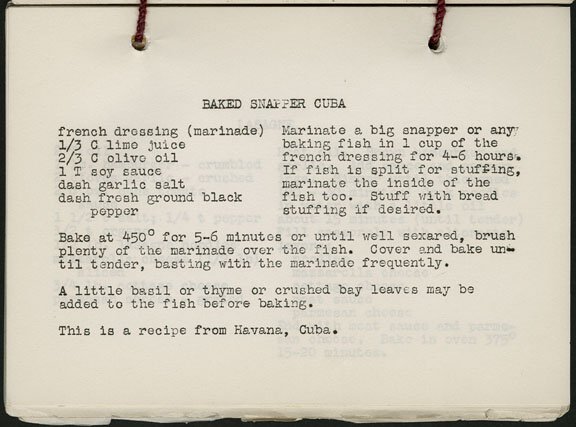 BAKED SNAPPER CUBA
french dressing (marinade)
1/3 C lime juice
2/3 C olive oil
1 T soy sauce
dash garlic salt
dash fresh ground black
pepper
Marinate a big snapper or any
baking fish in 1 cup of the
french dressing for 4-6 hours.
If fish is split for stuffing,
marinate the inside of the
fish too. Stuff with bread
stuffing if desired.
Bake at 450° for 5-6 minutes or until well sexared, brush
plenty of the marinade over the fish. Cover and bake un-
til tender, basting with the marinade frequently.
A little basil or thyme or crushed bay leaves may be
added to the fish before baking.
This is a recipe from Havana, Cuba.